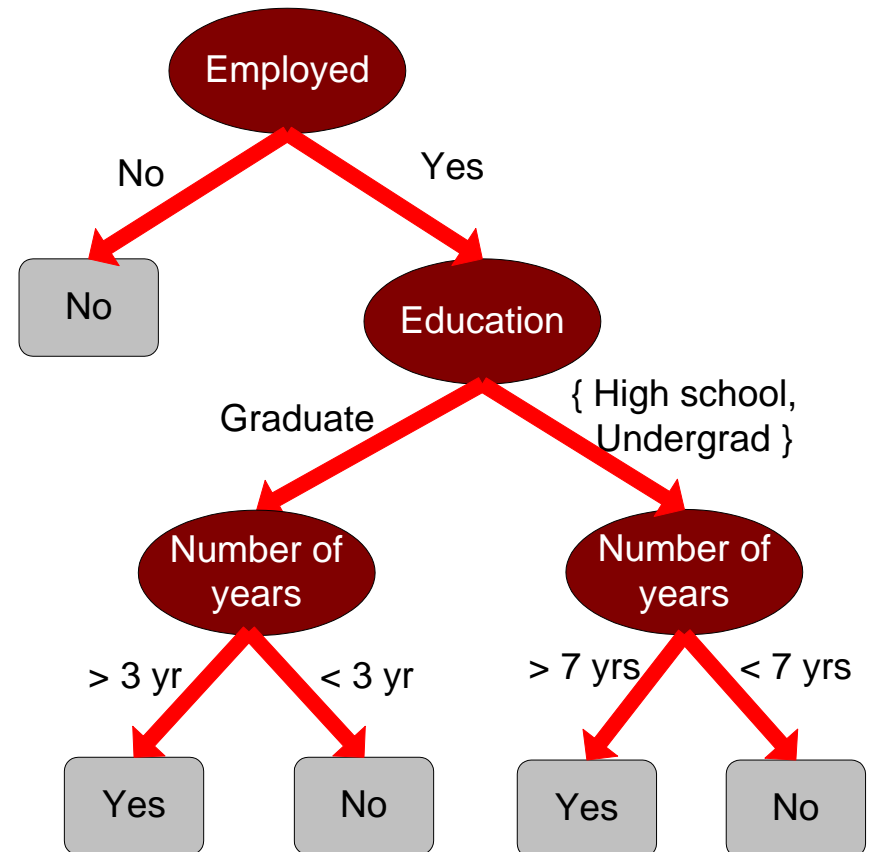 Employed
No
Yes
No
Education
Graduate
{ High school,
Undergrad }
Number of
years
Number of
years
> 3 yr
< 3 yr
> 7 yrs
< 7 yrs
Yes
No
Yes
No